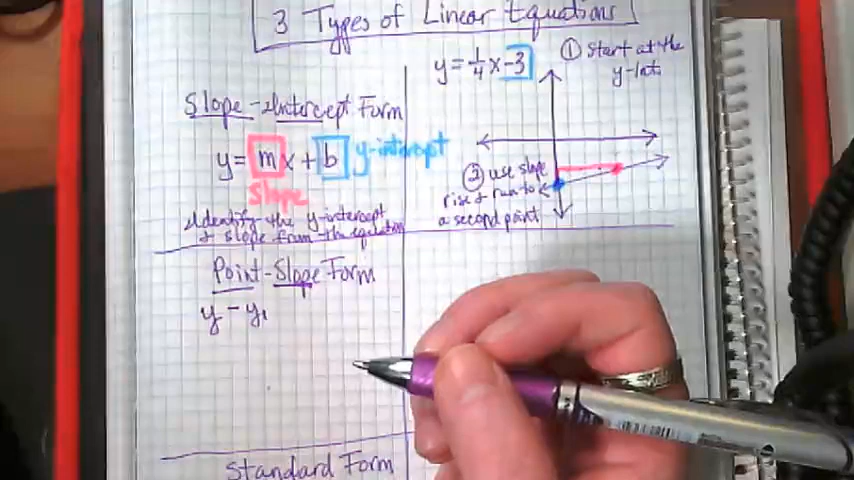 3 Types of Linear Equations
Slope-Intercept Form
y = mx + b y-intercept
Slope
Identify the y-intercept
& slope from the equation
y = 1/4 x - 3
① Start at the
y-int.
② use slope
rise & run to
a second point
Point-Slope Form
y - y₁
Standard Form